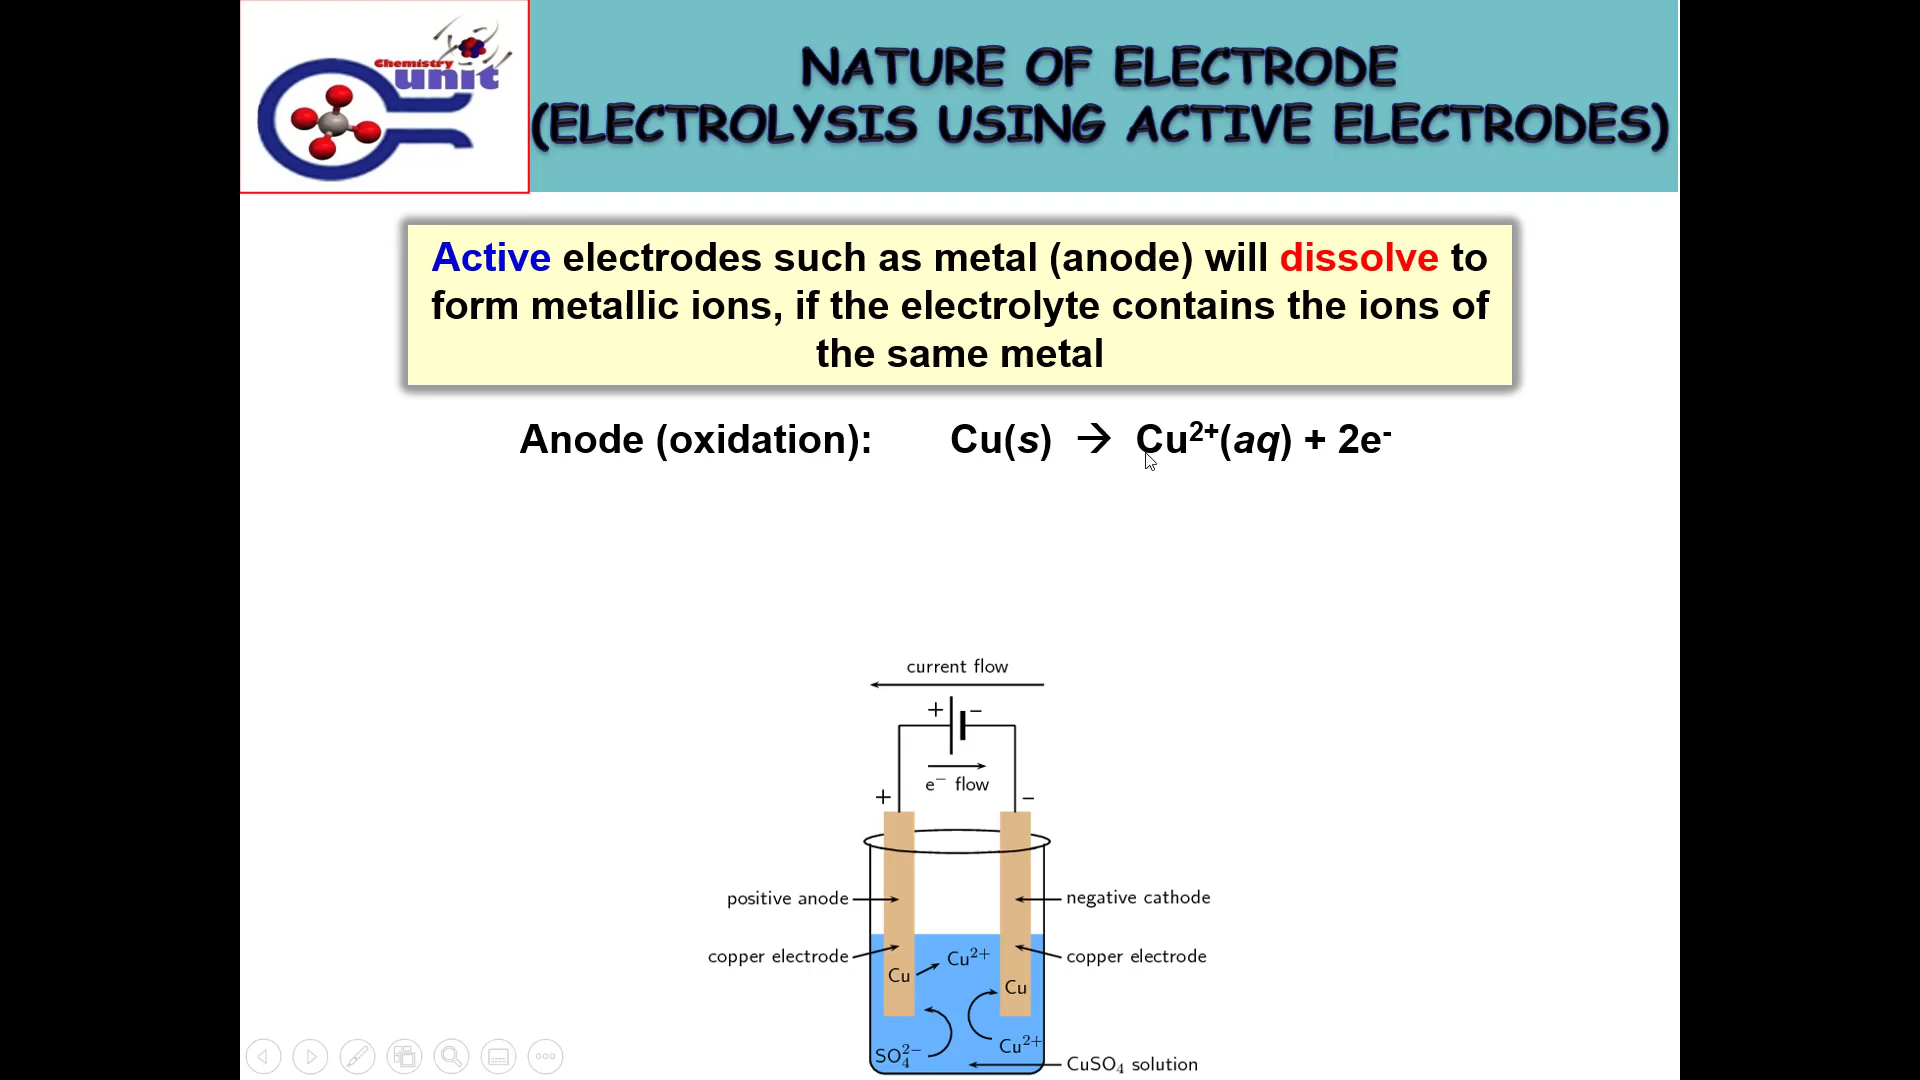 Chemistry
unit
NATURE OF ELECTRODE
(ELECTROLYSIS USING ACTIVE ELECTRODES)
Active electrodes such as metal (anode) will dissolve to
form metallic ions, if the electrolyte contains the ions of
the same metal
Anode (oxidation): Cu(s) → Cu²⁺(aq) + 2e⁻
current flow
+ −
e⁻ flow
+ −
positive anode
negative cathode
copper electrode
copper electrode
Cu
Cu²⁺
Cu
SO₄²⁻
Cu²⁺
CuSO₄ solution